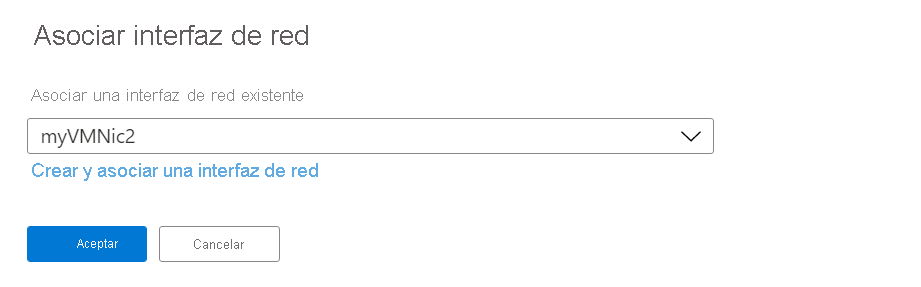 Asociar interfaz de red
Asociar una interfaz de red existente
myVMNic2
Crear y asociar una interfaz de red
Aceptar
Cancelar